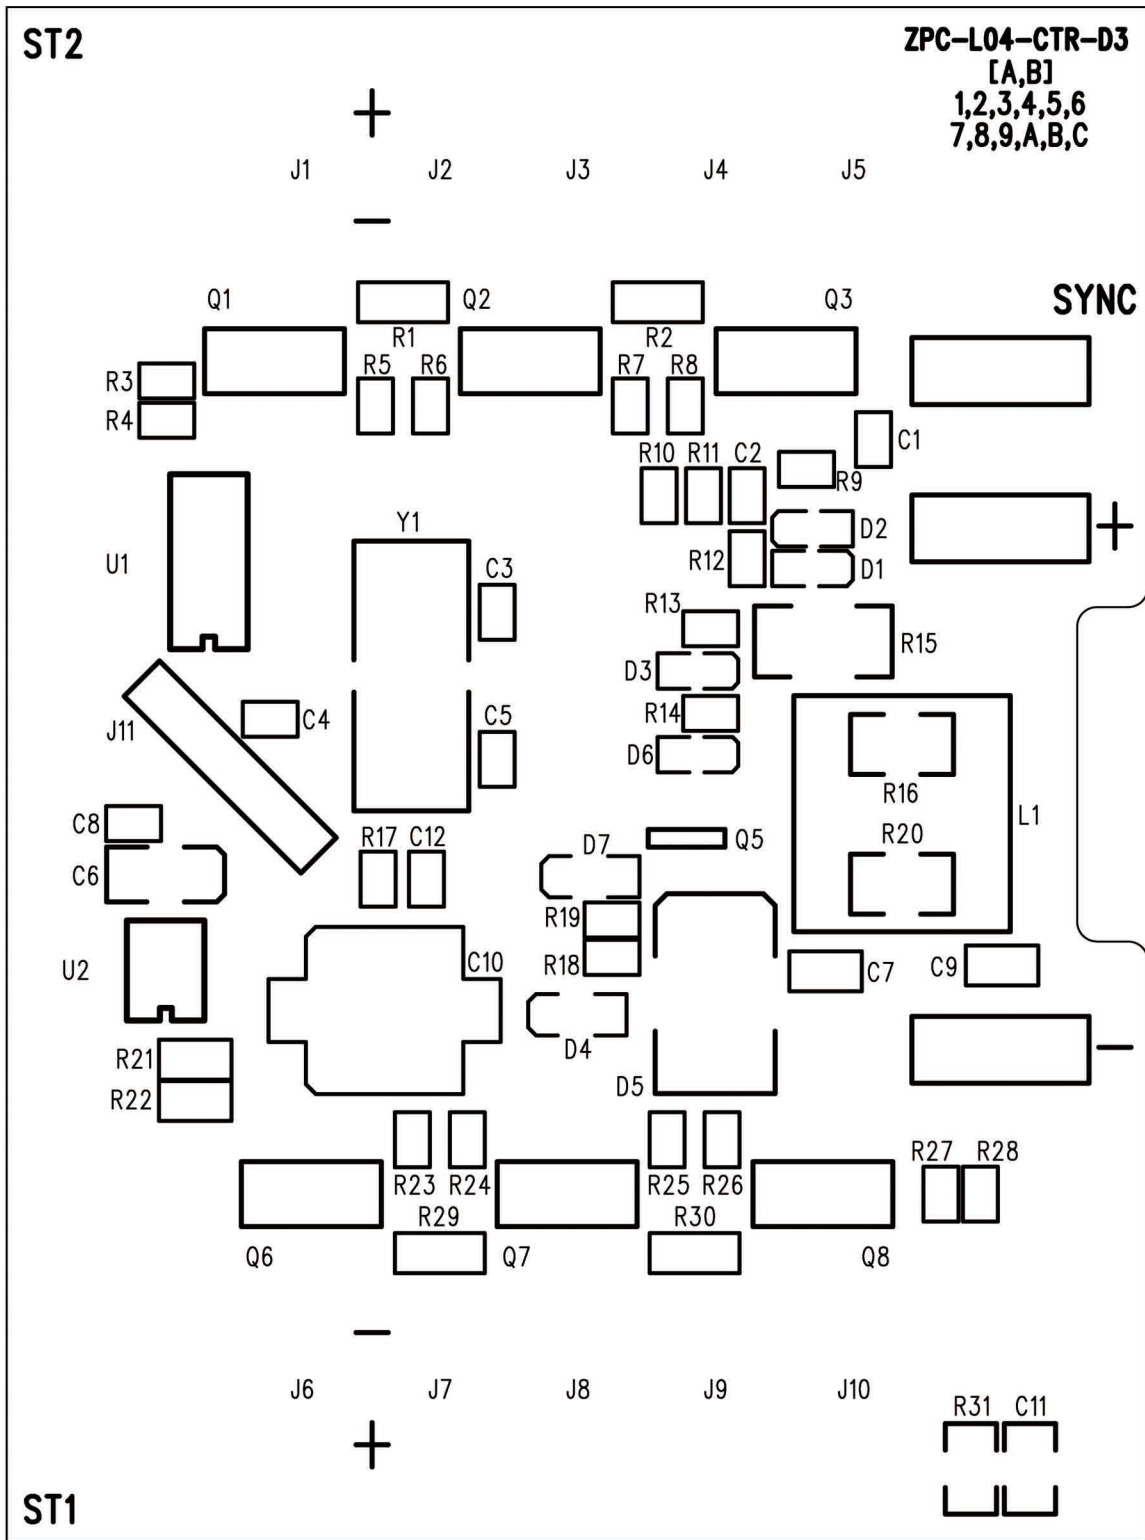 ST2 ZPC-L04-CTR-D3
[A,B]
1,2,3,4,5,6
7,8,9,A,B,C
+
J1 J2 J3 J4 J5
−
Q1 Q2 Q3 SYNC
R1 R2
R3 R5 R6 R7 R8
R4
R10 R11 C2 C1
R9
Y1 D2 +
U1 R12 D1
C3
R13
D3 R15
J11 C4 C5 R14
D6
R16
C8 R17 C12 D7 Q5 L1
C6 R20
R19
U2 C10 R18 C7 C9
D4 −
R21 D5
R22
R23 R24 R25 R26 R27 R28
R29 R30
Q6 Q7 Q8
−
J6 J7 J8 J9 J10
R31 C11
+
ST1